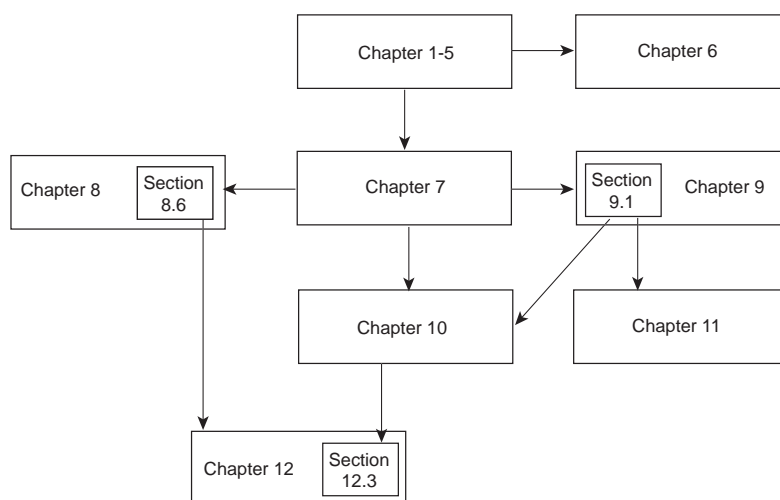 Chapter 1-5
Chapter 6
Chapter 8
Section
8.6
Chapter 7
Section
9.1
Chapter 9
Chapter 10
Chapter 11
Chapter 12
Section
12.3